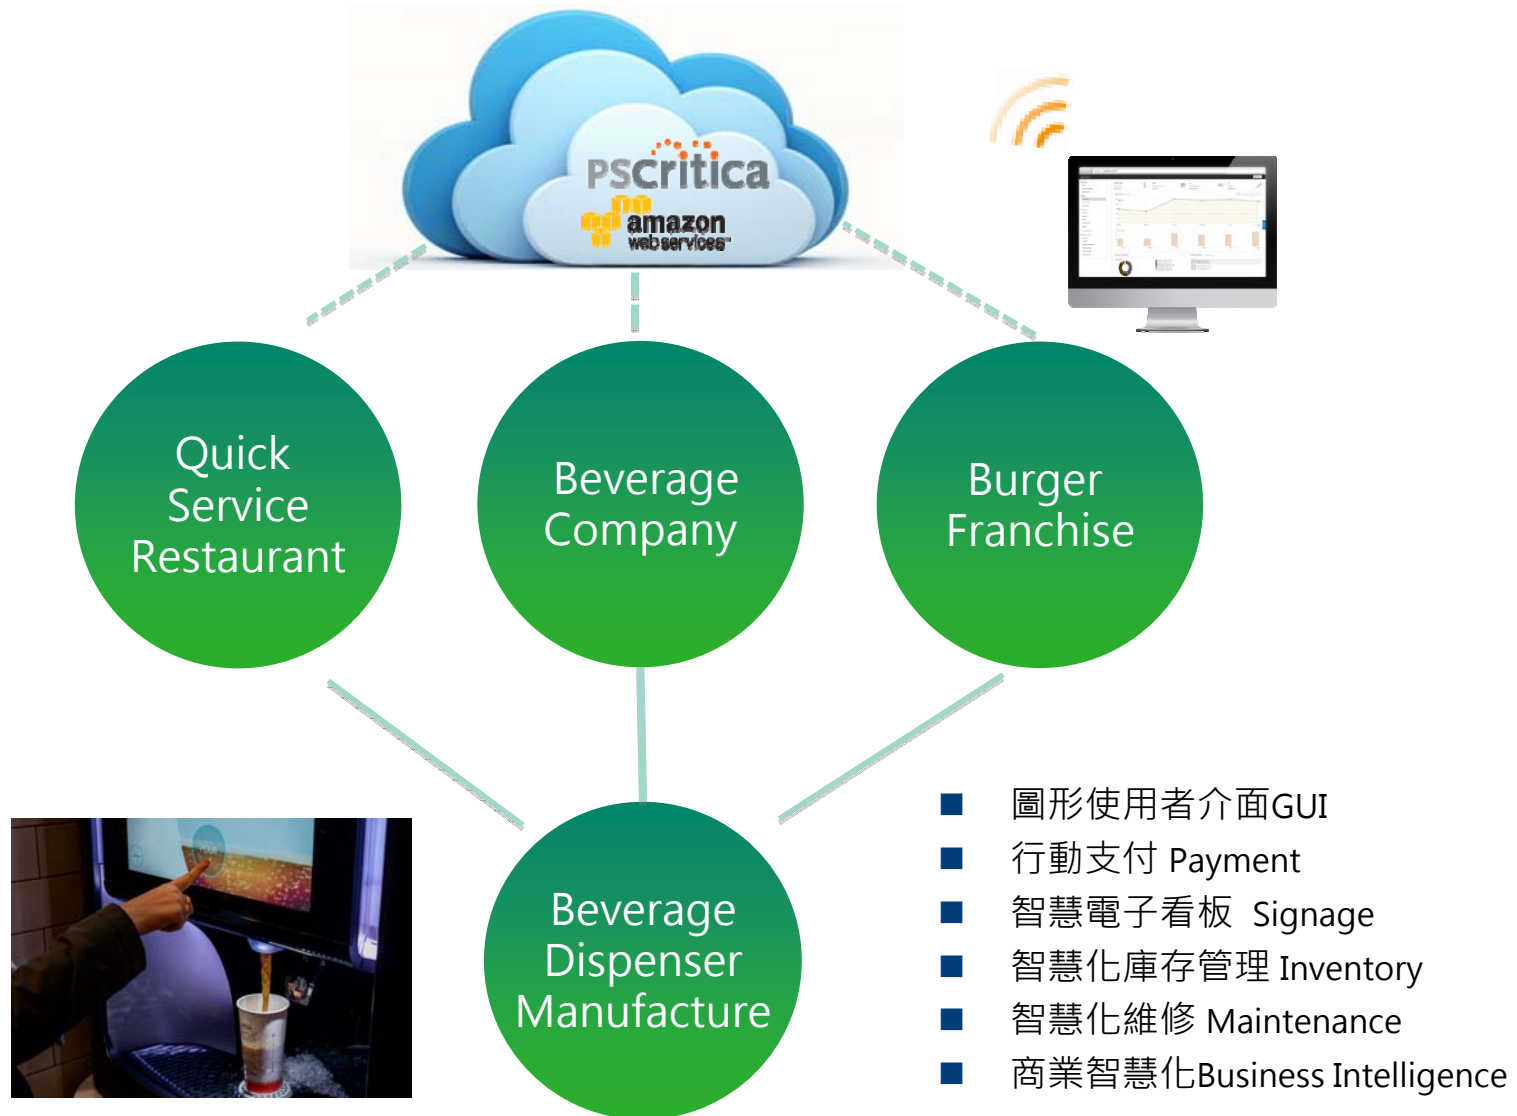 PSCritica
amazon
webservices™
Quick
Service
Restaurant
Beverage
Company
Burger
Franchise
Beverage
Dispenser
Manufacture
圖形使用者介面GUI
行動支付 Payment
智慧電子看板 Signage
智慧化庫存管理 Inventory
智慧化維修 Maintenance
商業智慧化Business Intelligence